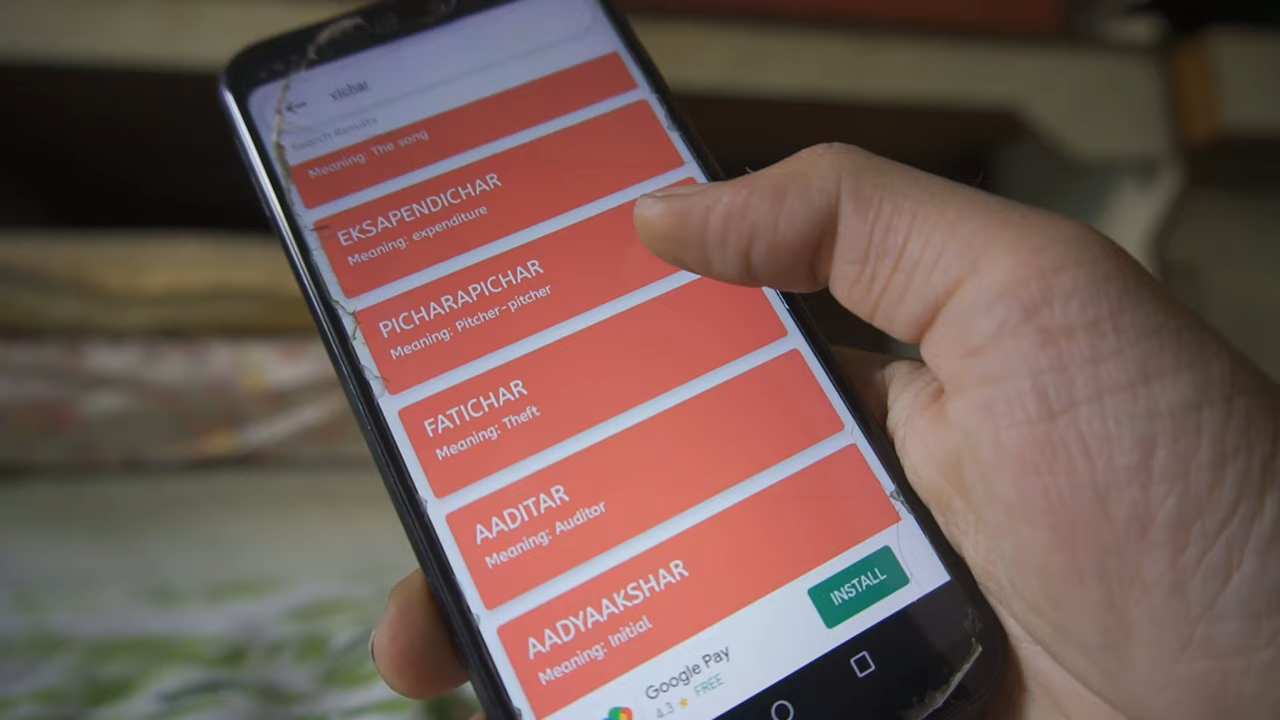 Search Results
Meaning: The song
EKSAPENDICHAR
Meaning: expenditure
PICHARAPICHAR
Meaning: Pitcher-pitcher
FATICHAR
Meaning: Theft
AADITAR
Meaning: Auditor
AADYAAKSHAR
Meaning: Initial
INSTALL
Google Pay
4.3 ★ FREE